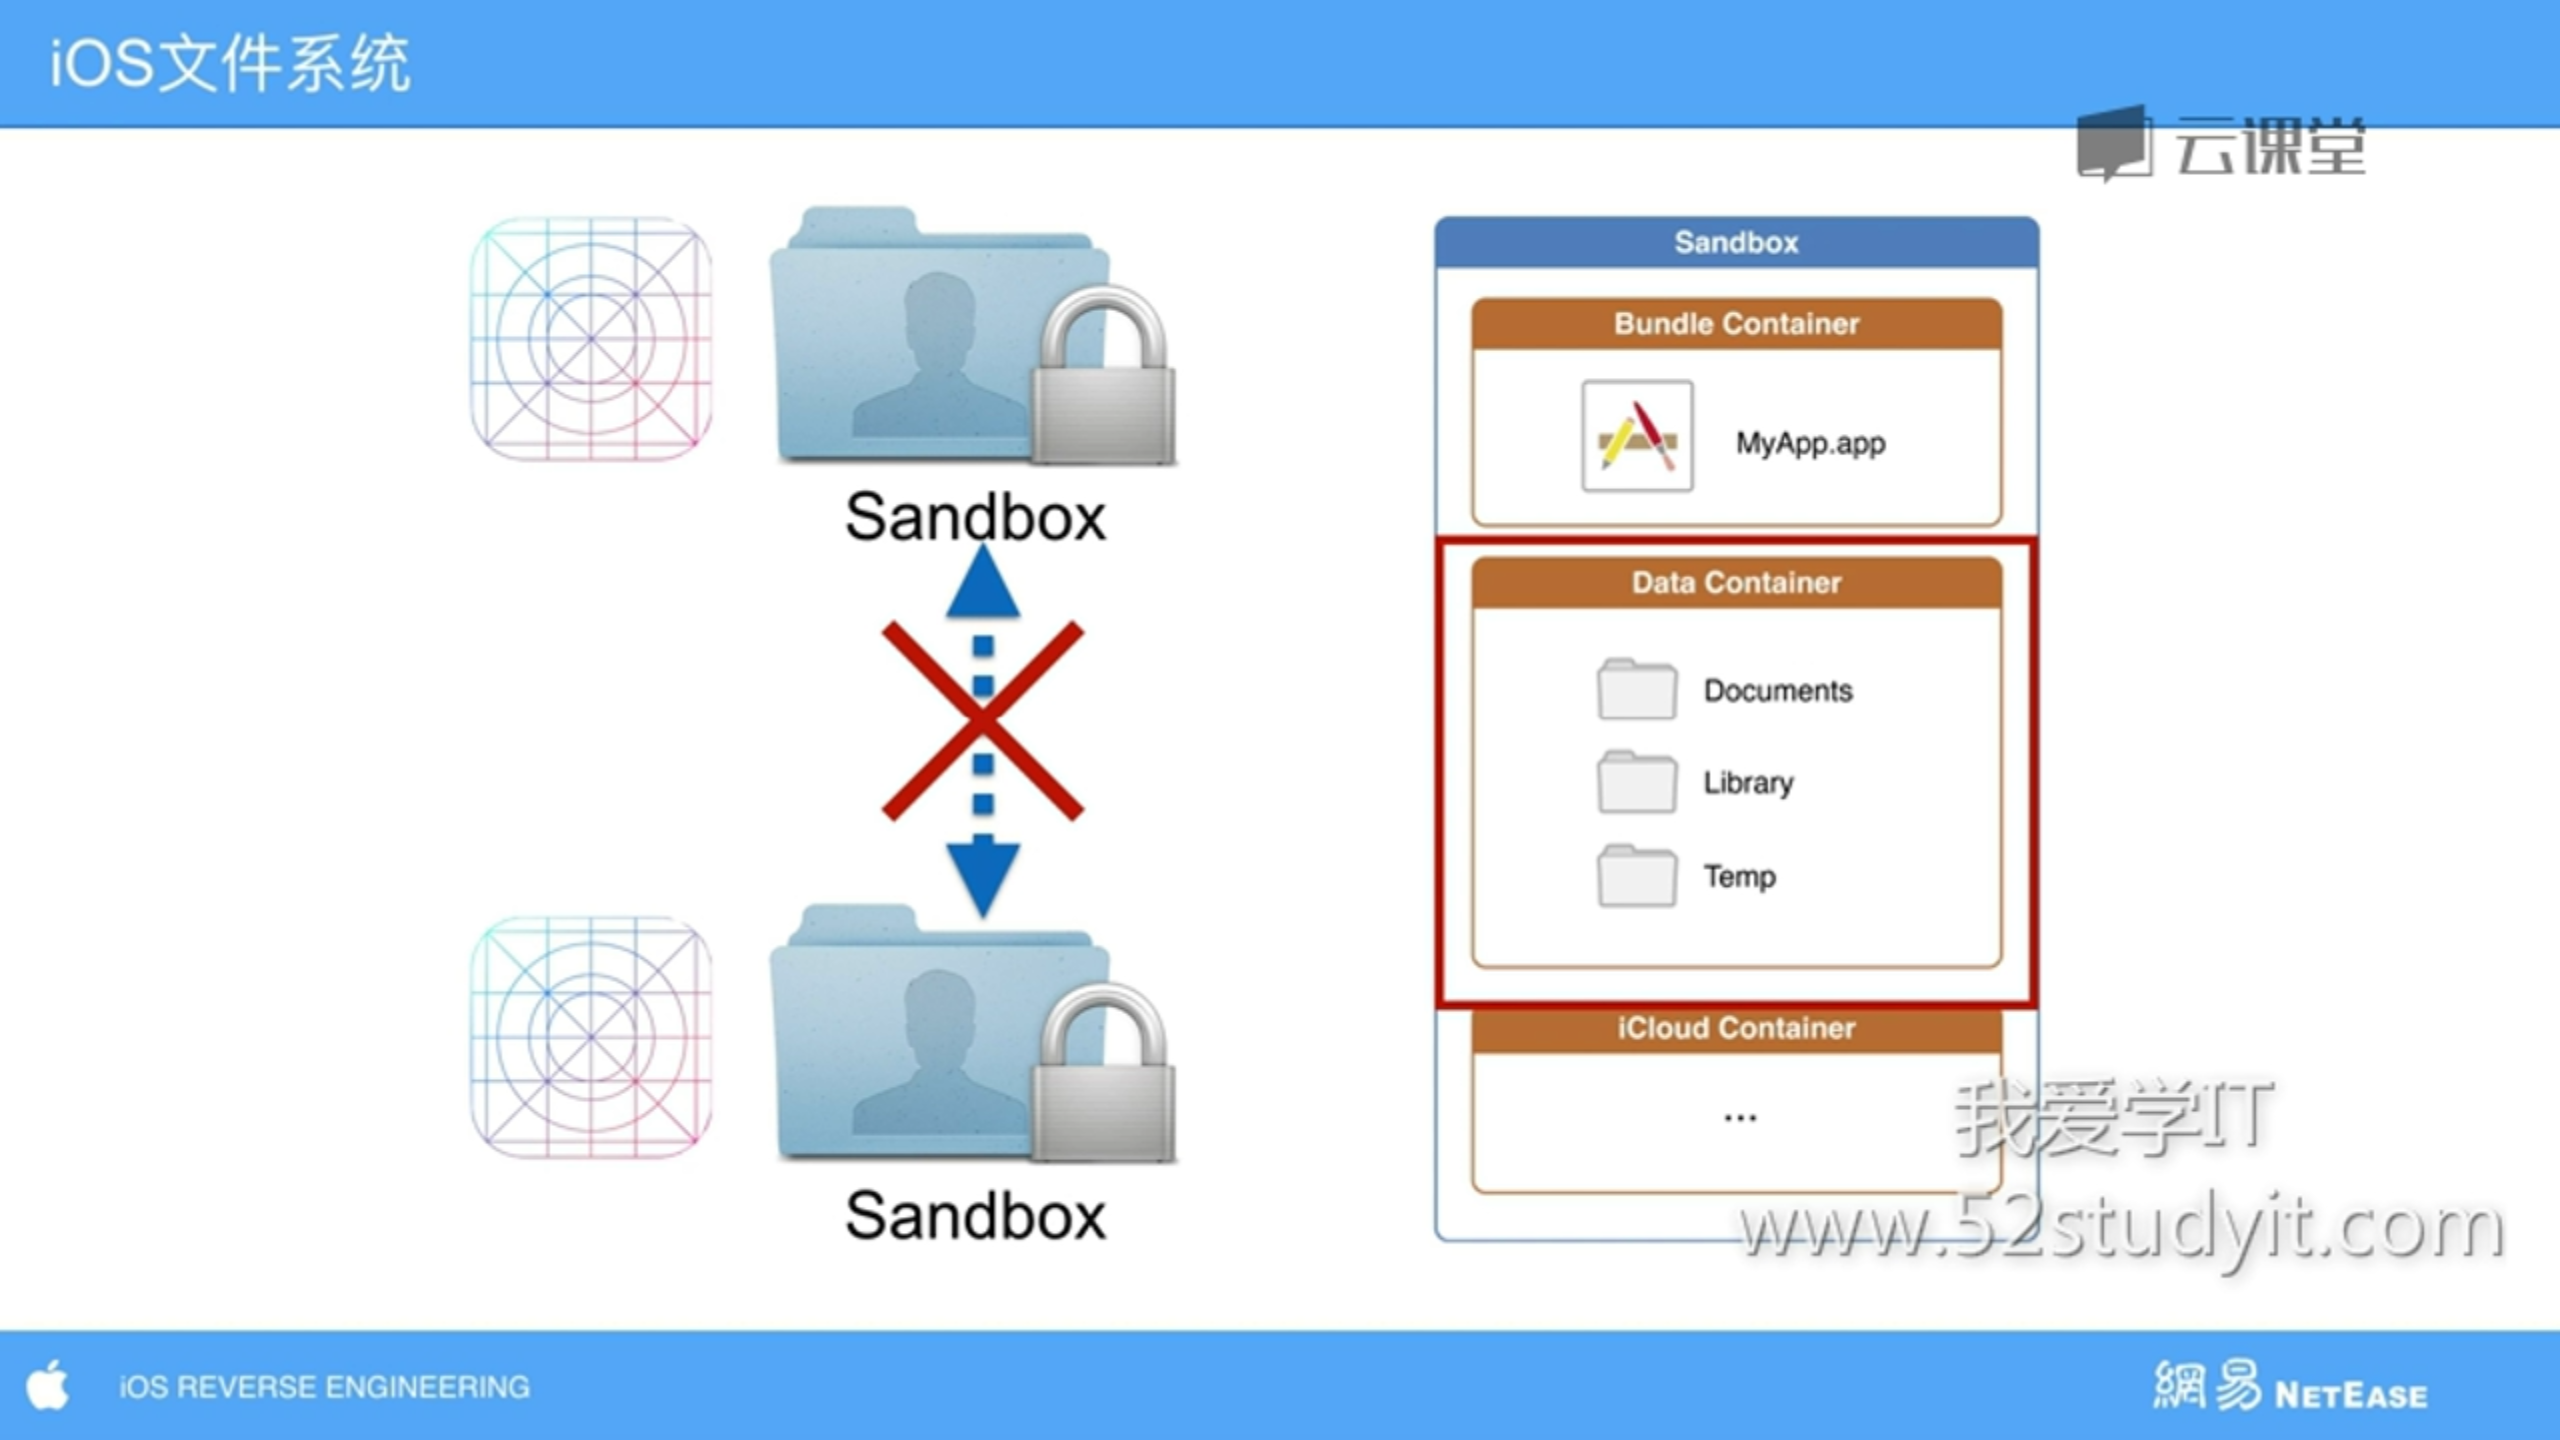 iOS文件系统
云课堂
Sandbox
Sandbox
Sandbox
Bundle Container
MyApp.app
Data Container
Documents
Library
Temp
iCloud Container
...
我爱学IT
www.52studyit.com
iOS REVERSE ENGINEERING
網易 NETEASE